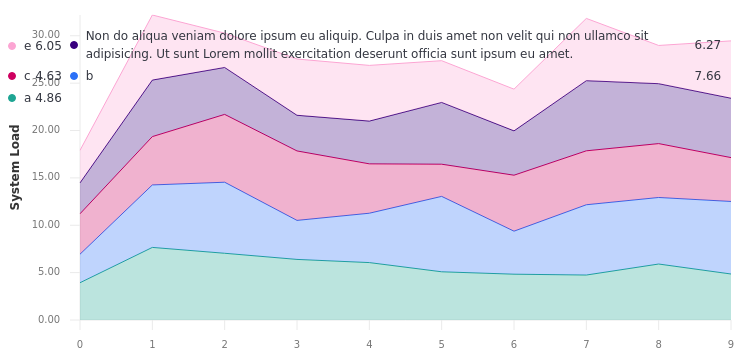 30.00
e 6.05
Non do aliqua veniam dolore ipsum eu aliquip. Culpa in duis amet non velit qui non ullamco sit
adipisicing. Ut sunt Lorem mollit exercitation deserunt officia sunt ipsum eu amet.
6.27
c 4.63
b
7.66
25.00
a 4.86
20.00
15.00
10.00
5.00
0.00
System Load
0 1 2 3 4 5 6 7 8 9